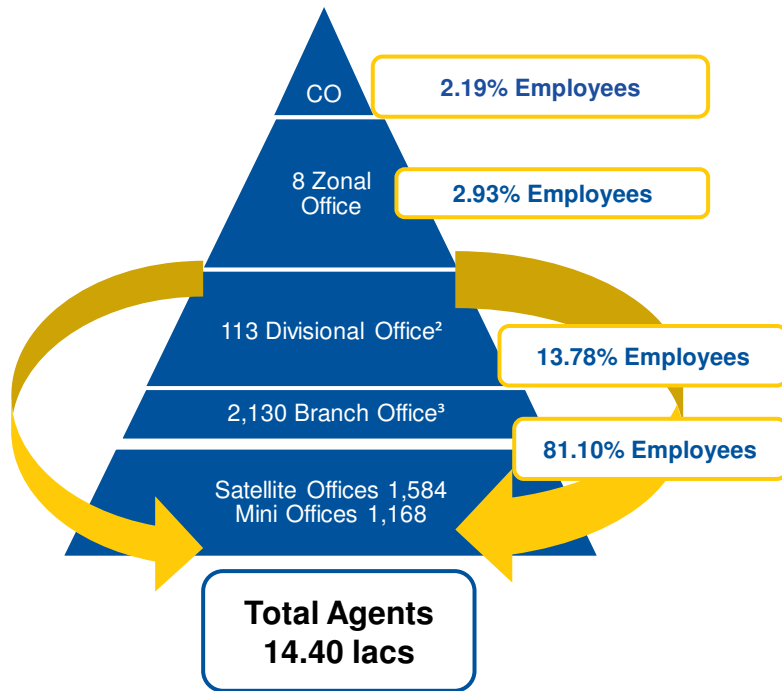 CO
2.19% Employees
8 Zonal
Office
2.93% Employees
113 Divisional Office²
13.78% Employees
2,130 Branch Office³
81.10% Employees
Satellite Offices 1,584
Mini Offices 1,168
Total Agents
14.40 lacs